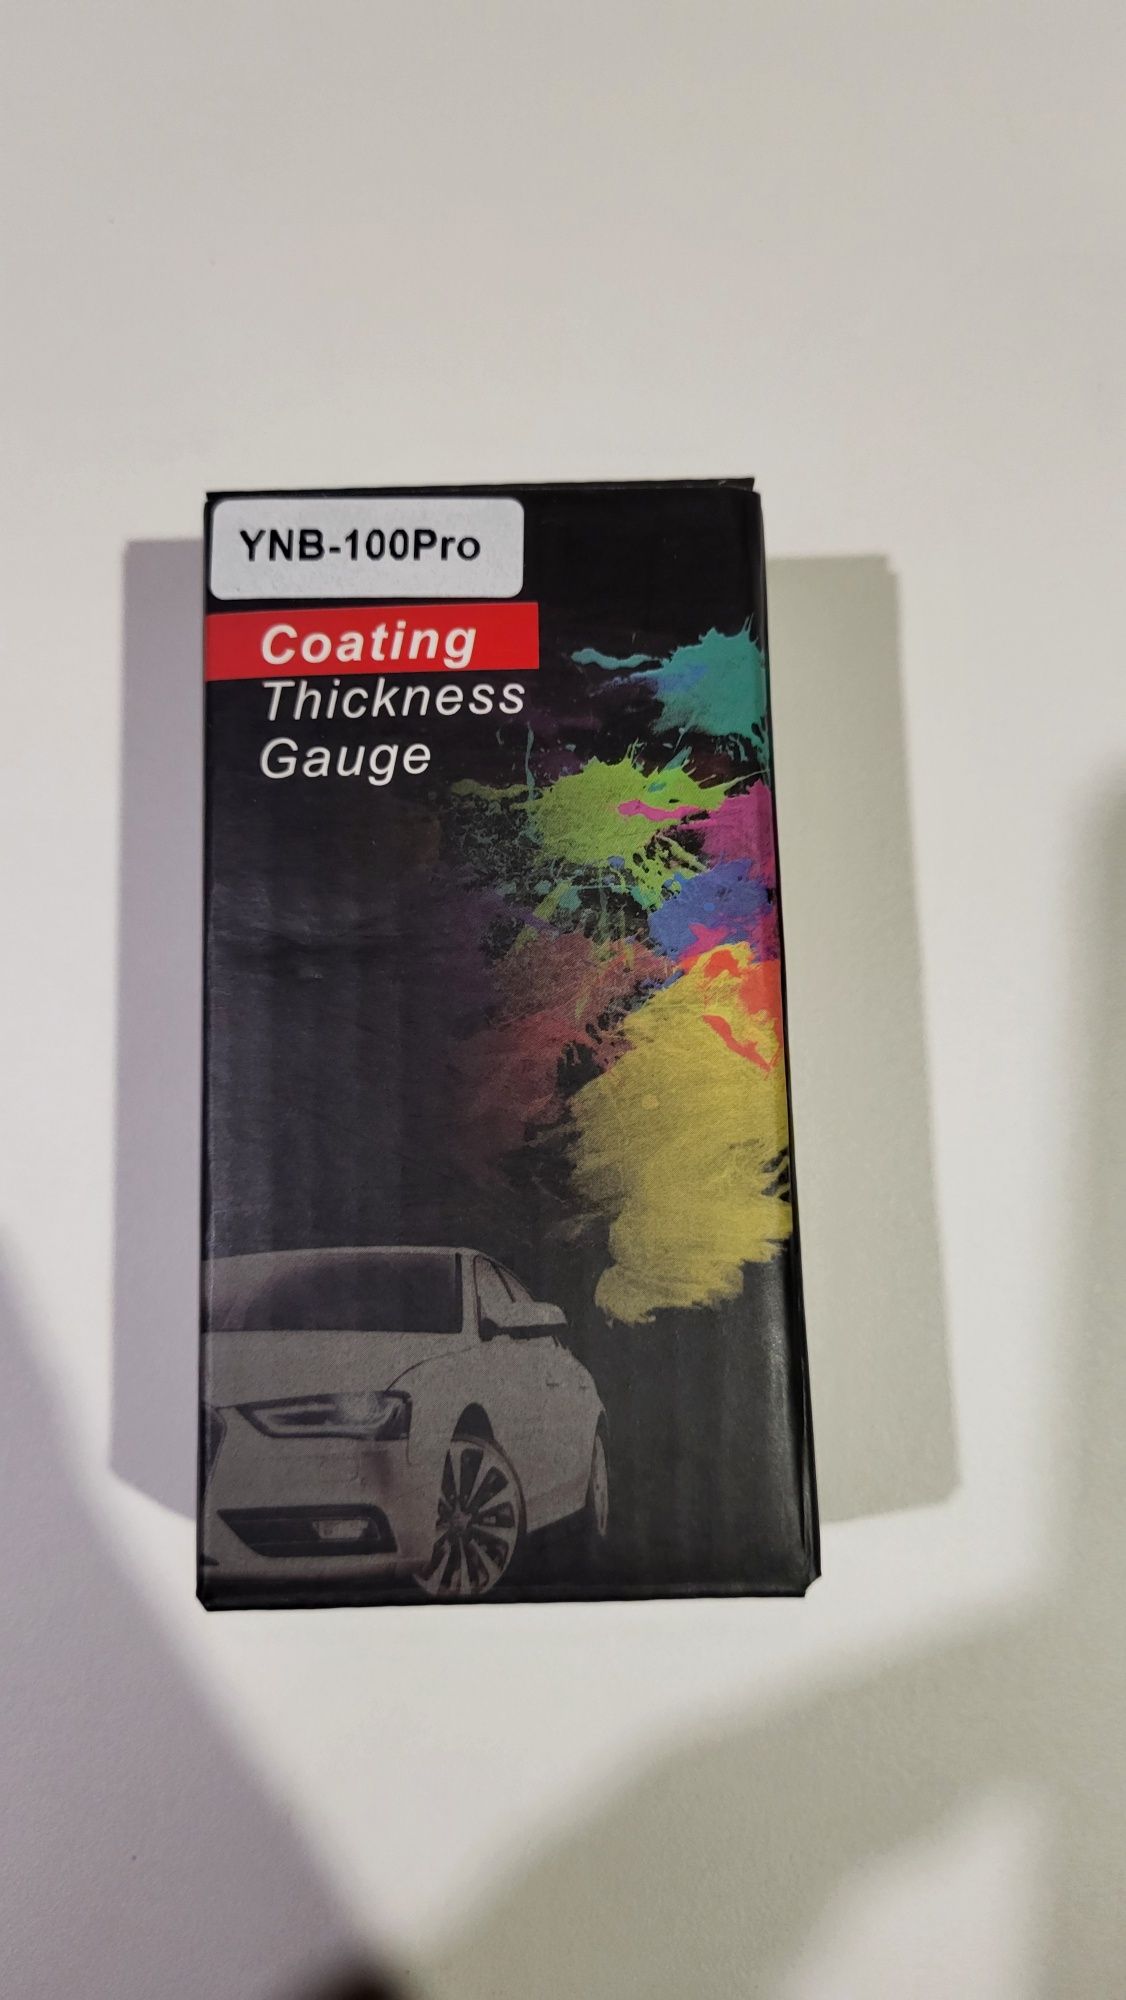 YNB-100Pro
Coating
Thickness
Gauge